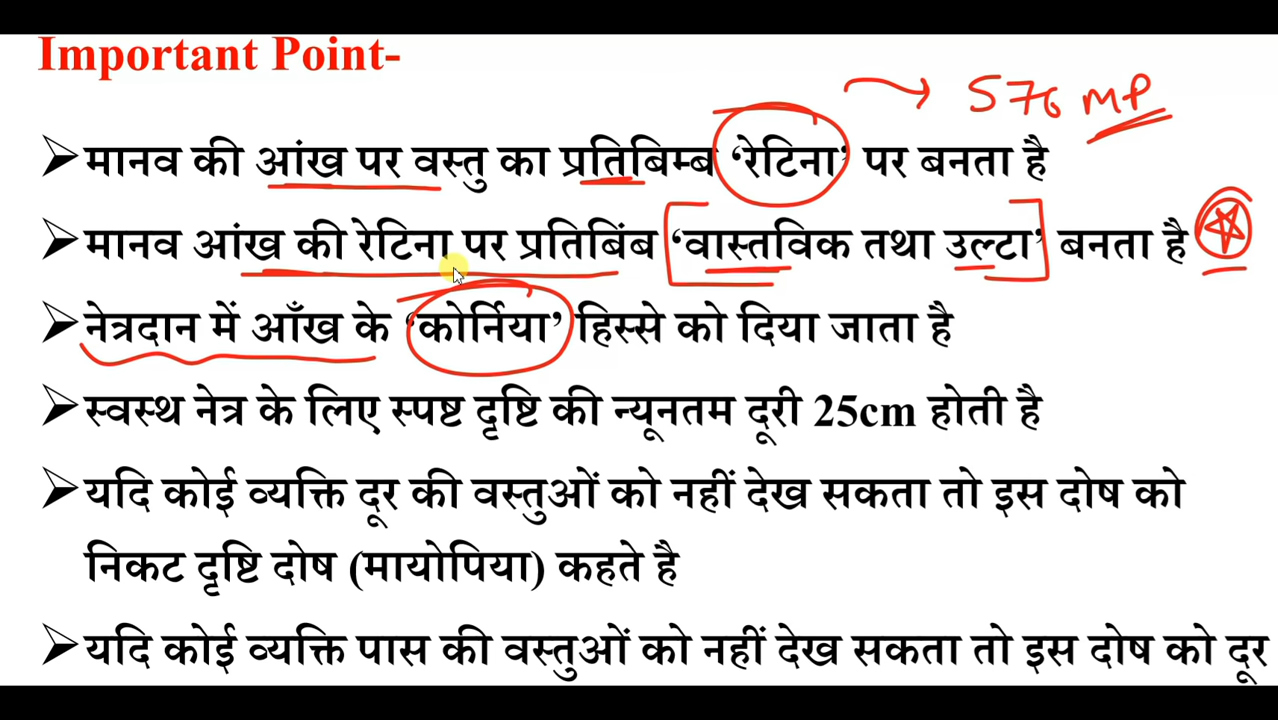 Important Point-
576 MP
➢मानव की आंख पर वस्तु का प्रतिबिम्ब ‘रेटिना’ पर बनता है
➢मानव आंख की रेटिना पर प्रतिबिंब ‘वास्तविक तथा उल्टा’ बनता है
➢नेत्रदान में आँख के ‘कोर्निया’ हिस्से को दिया जाता है
➢स्वस्थ नेत्र के लिए स्पष्ट दृष्टि की न्यूनतम दूरी 25cm होती है
➢यदि कोई व्यक्ति दूर की वस्तुओं को नहीं देख सकता तो इस दोष को
निकट दृष्टि दोष (मायोपिया) कहते है
➢यदि कोई व्यक्ति पास की वस्तुओं को नहीं देख सकता तो इस दोष को दूर